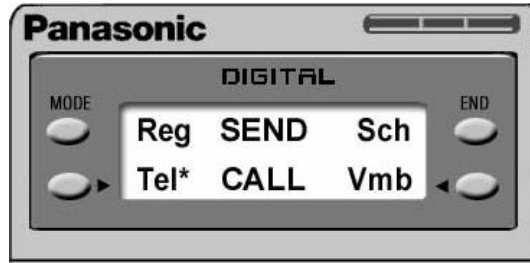 Panasonic
DIGITAL
MODE
END
Reg SEND Sch
Tel* CALL Vmb